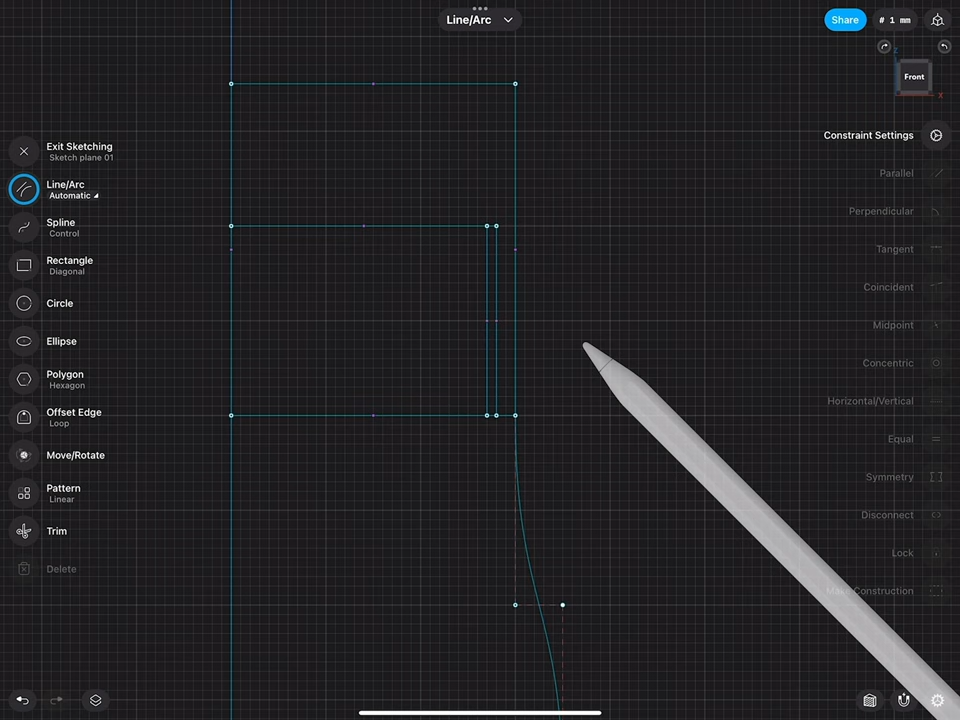 Line/Arc
Share
# 1 mm
Z
Front
X
Exit Sketching
Sketch plane 01
Line/Arc
Automatic
Spline
Control
Rectangle
Diagonal
Circle
Ellipse
Polygon
Hexagon
Offset Edge
Loop
Move/Rotate
Pattern
Linear
Trim
Delete
Constraint Settings
Parallel
Perpendicular
Tangent
Coincident
Midpoint
Concentric
Horizontal/Vertical
Equal
Symmetry
Disconnect
Lock
Make Construction